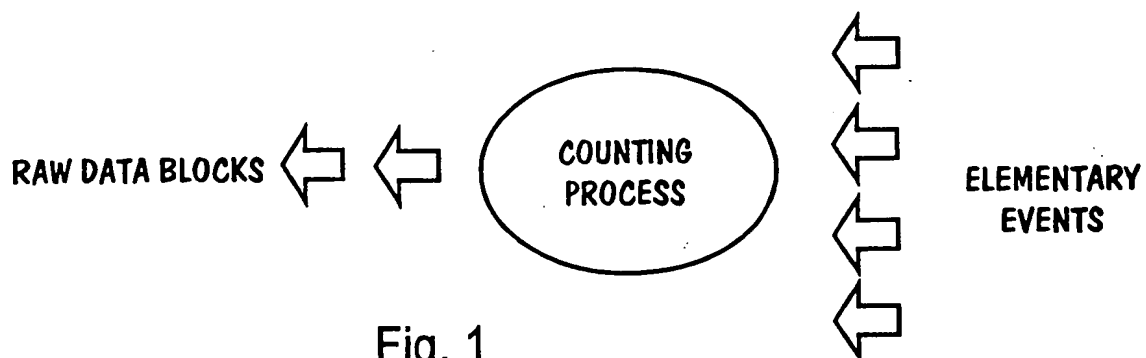 RAW DATA BLOCKS
COUNTING
PROCESS
ELEMENTARY
EVENTS
Fig. 1